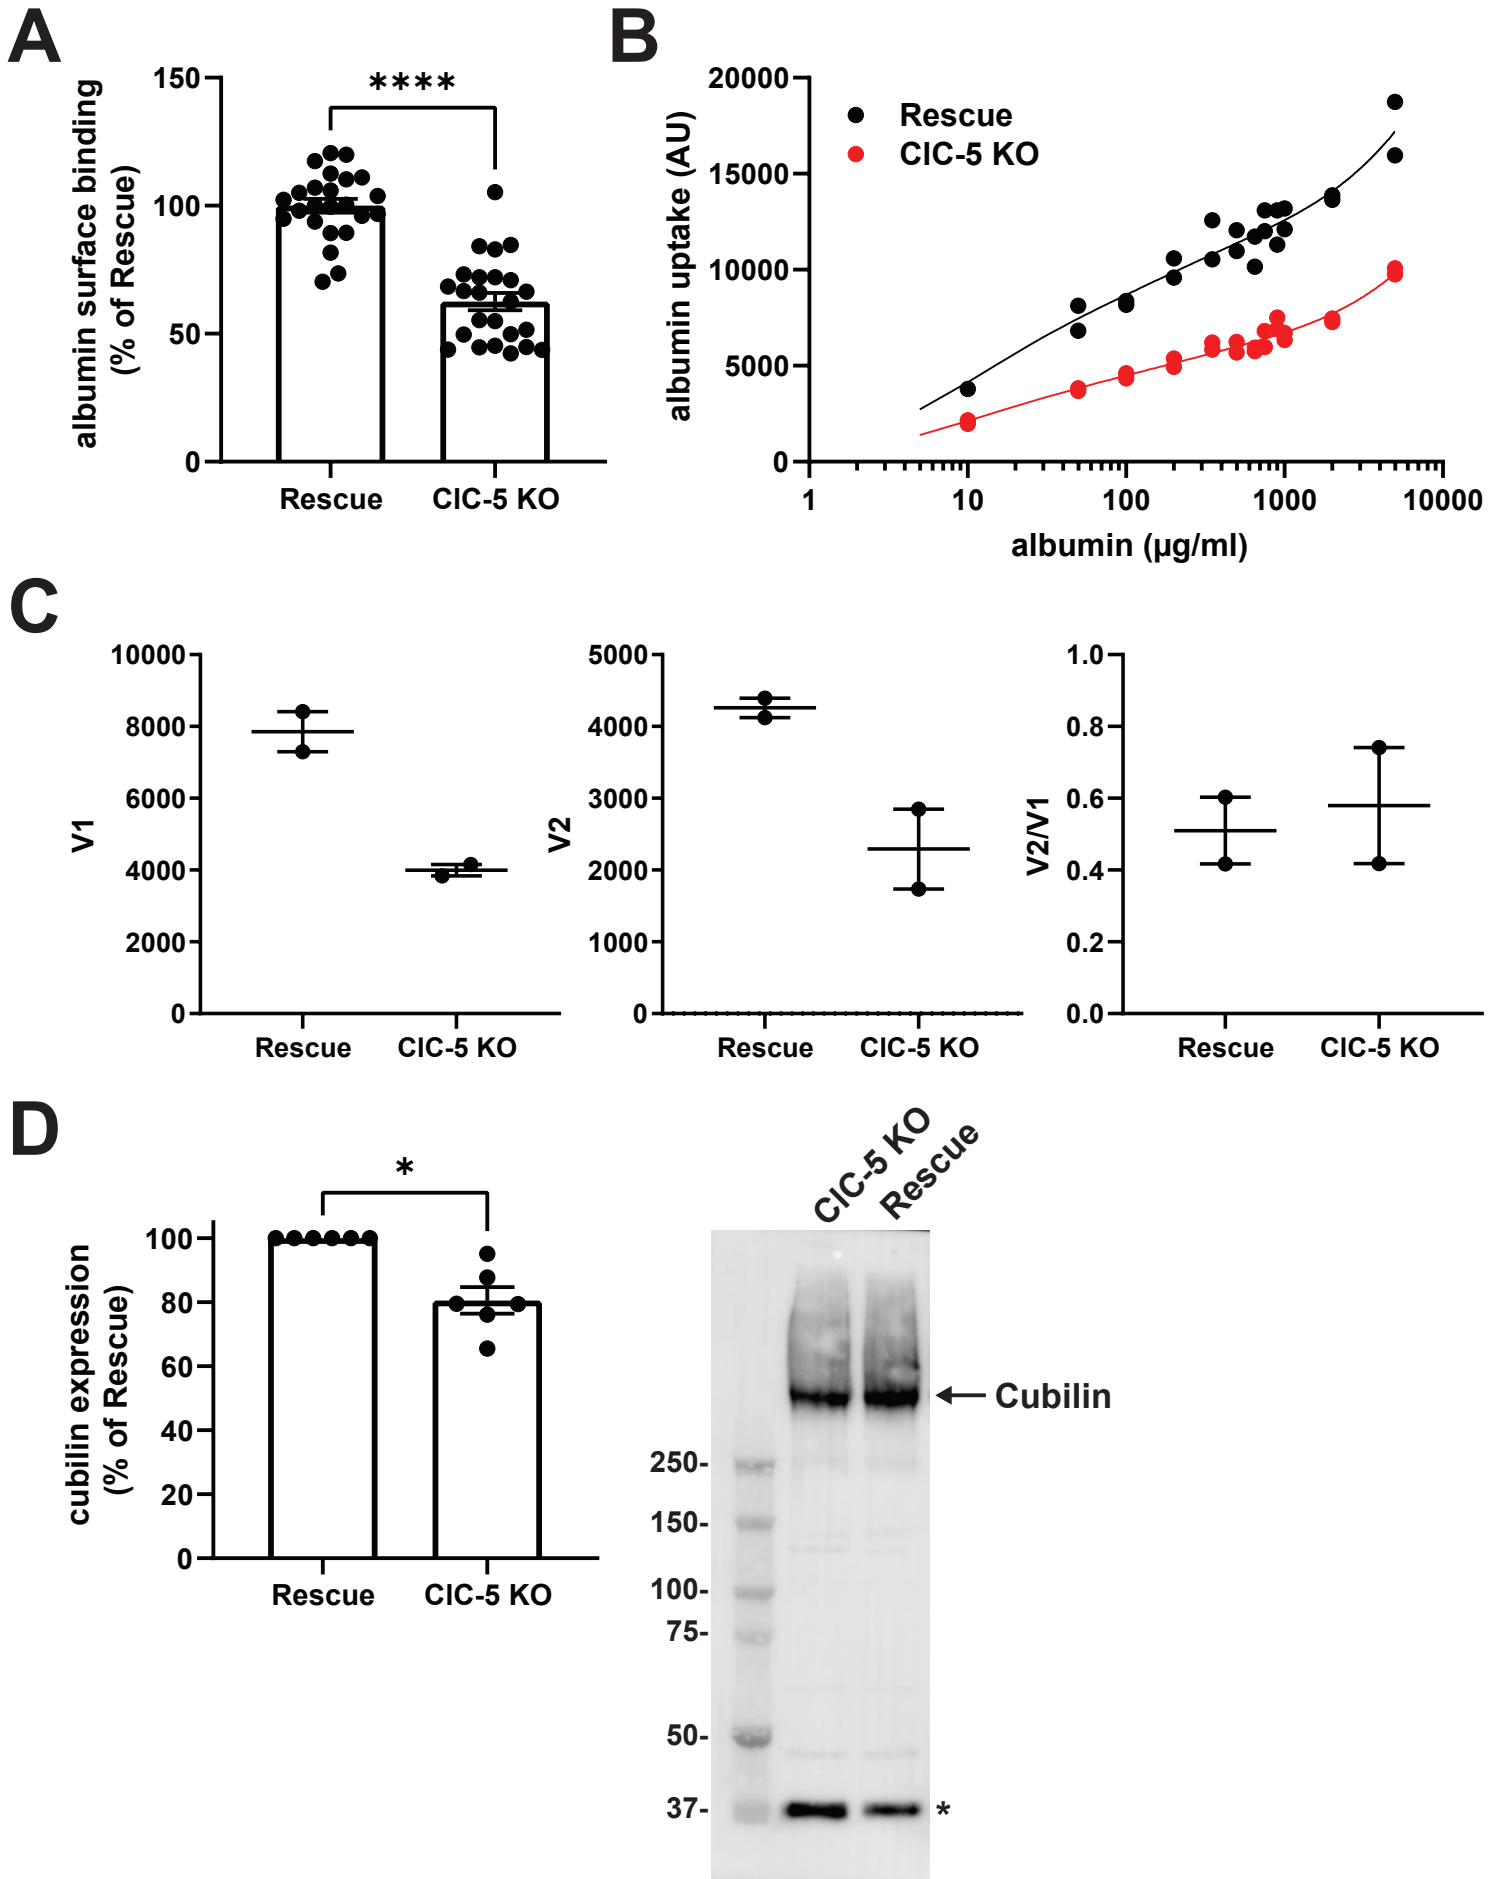 A
albumin surface binding
(% of Rescue)
150
100
50
0
****
Rescue
ClC-5 KO
B
albumin uptake (AU)
20000
15000
10000
5000
0
Rescue
ClC-5 KO
1
10
100
1000
10000
albumin (µg/ml)
C
V1
10000
8000
6000
4000
2000
0
Rescue
ClC-5 KO
V2
5000
4000
3000
2000
1000
0
Rescue
ClC-5 KO
V2/V1
1.0
0.8
0.6
0.4
0.2
0.0
Rescue
ClC-5 KO
D
cubilin expression
(% of Rescue)
100
80
60
40
20
0
*
Rescue
ClC-5 KO
ClC-5 KO
Rescue
Cubilin
250-
150-
100-
75-
50-
37-
*